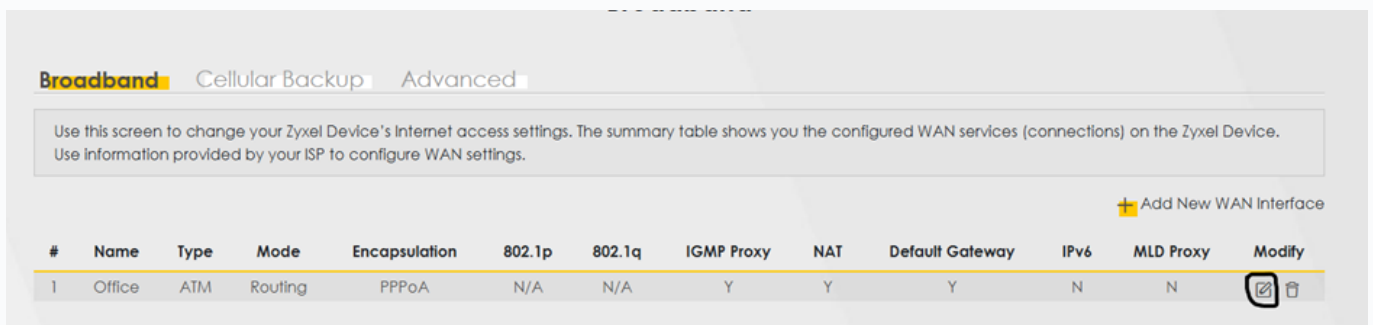 Broadband Cellular Backup Advanced
Use this screen to change your Zyxel Device's Internet access settings. The summary table shows you the configured WAN services (connections) on the Zyxel Device.
Use information provided by your ISP to configure WAN settings.
+ Add New WAN Interface
# Name Type Mode Encapsulation 802.1p 802.1q IGMP Proxy NAT Default Gateway IPv6 MLD Proxy Modify
1 Office ATM Routing PPPoA N/A N/A Y Y Y N N